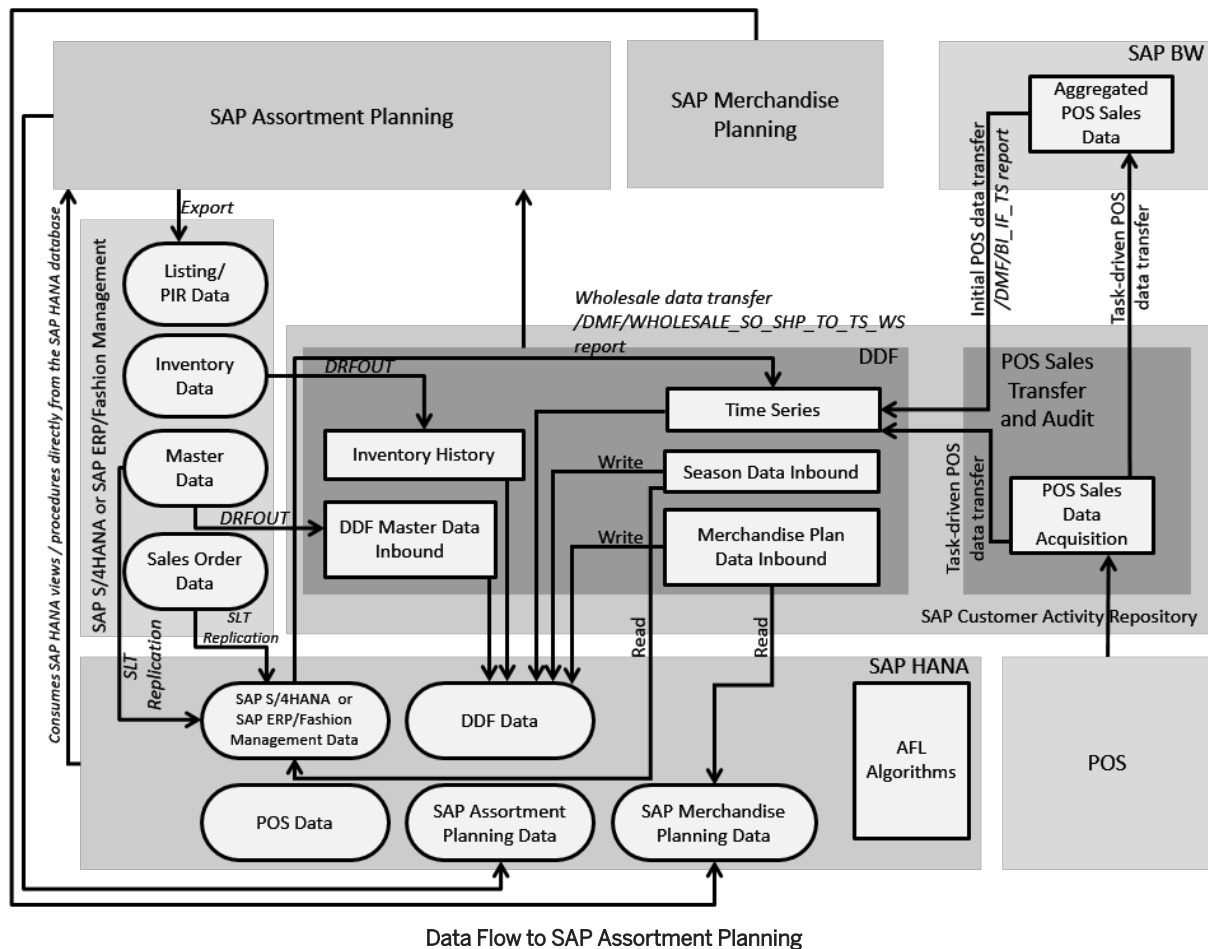 SAP Assortment Planning
SAP Merchandise
Planning
SAP BW
Aggregated
POS Sales
Data
Initial POS data transfer
/DMF/BI_IF_TS report
Task-driven POS
data transfer
Export
Consumes SAP HANA views / procedures directly from the SAP HANA database
SAP S/4HANA or SAP ERP/Fashion Management
Listing/
PIR Data
Inventory
Data
Master
Data
Sales Order
Data
Wholesale data transfer
/DMF/WHOLESALE_SO_SHP_TO_TS_WS
report
DDF
DRFOUT
Time Series
Inventory History
Write
Season Data Inbound
DRFOUT
DDF Master Data
Inbound
Write
Merchandise Plan
Data Inbound
POS Sales
Transfer
and Audit
Task-driven POS
data transfer
POS Sales
Data
Acquisition
SAP Customer Activity Repository
SLT
Replication
SLT
Replication
Read
Read
SAP HANA
SAP S/4HANA or
SAP ERP/Fashion
Management Data
DDF Data
AFL
Algorithms
POS
POS Data
SAP Assortment
Planning Data
SAP Merchandise
Planning Data
Data Flow to SAP Assortment Planning